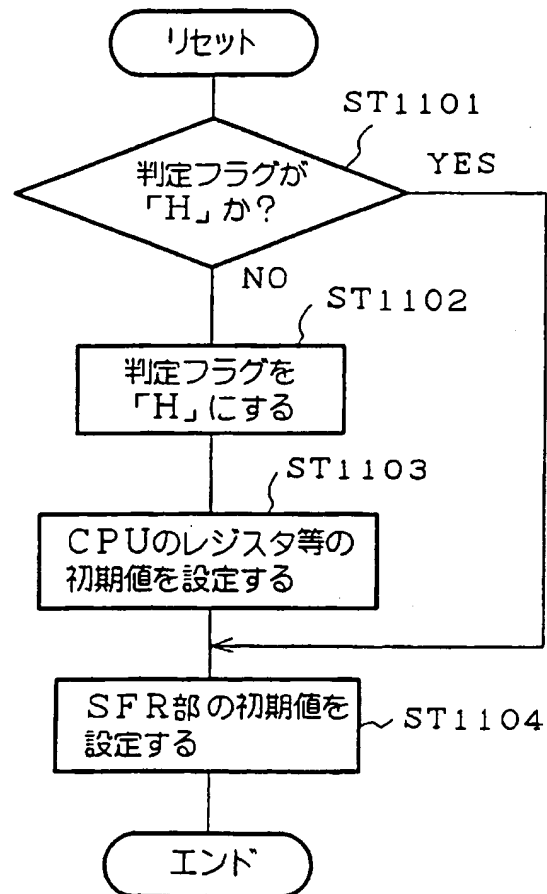 リセット
ST1101
判定フラグが
「H」か?
YES
NO
ST1102
判定フラグを
「H」にする
ST1103
CPUのレジスタ等の
初期値を設定する
SFR部の初期値を
設定する
ST1104
エンド